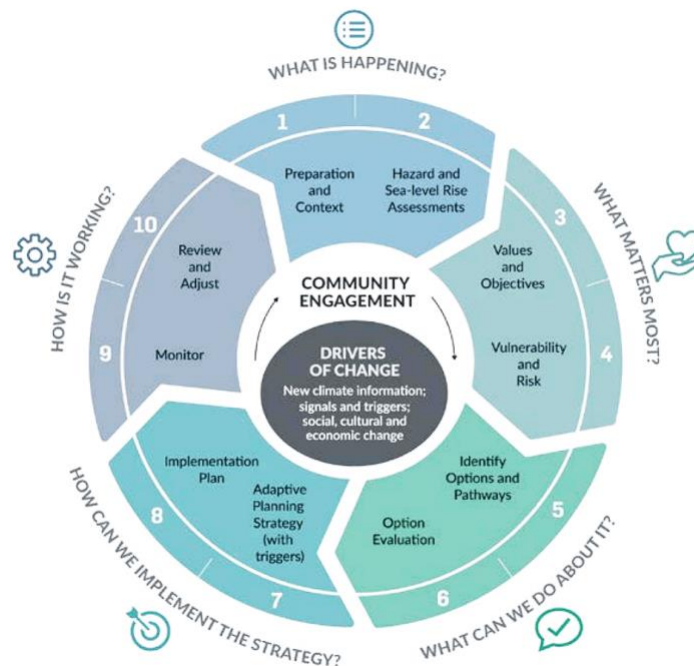 WHAT IS HAPPENING?
1
2
Preparation
and
Context
Hazard and
Sea-level Rise
Assessments
WHAT MATTERS MOST?
3
4
Values
and
Objectives
Vulnerability
and
Risk
WHAT CAN WE DO ABOUT IT?
5
6
Identify
Options and
Pathways
Option
Evaluation
HOW CAN WE IMPLEMENT THE STRATEGY?
7
8
Adaptive
Planning
Strategy
(with
triggers)
Implementation
Plan
HOW IS IT WORKING?
9
10
Monitor
Review
and
Adjust
COMMUNITY
ENGAGEMENT
DRIVERS
OF CHANGE
New climate information;
signals and triggers;
social, cultural and
economic change